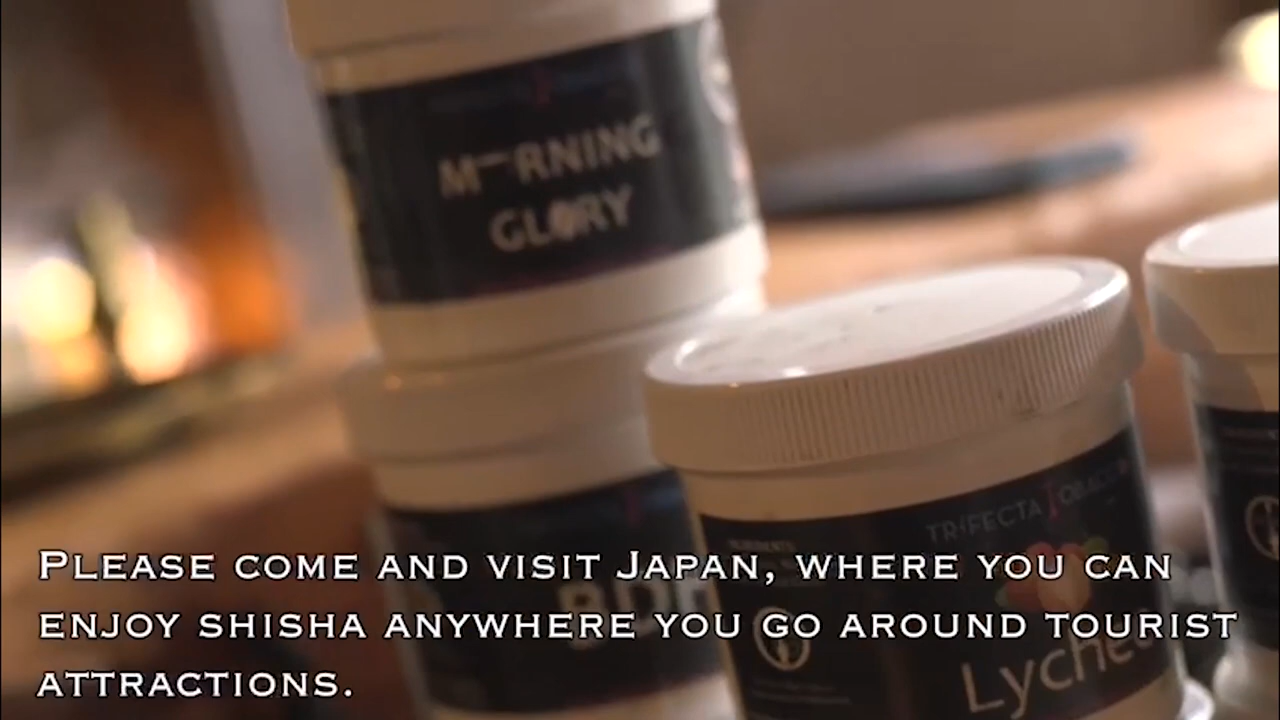 MORNING
GLORY
TRIFECTA TOBACCO
Lychee
PLEASE COME AND VISIT JAPAN, WHERE YOU CAN
ENJOY SHISHA ANYWHERE YOU GO AROUND TOURIST
ATTRACTIONS.